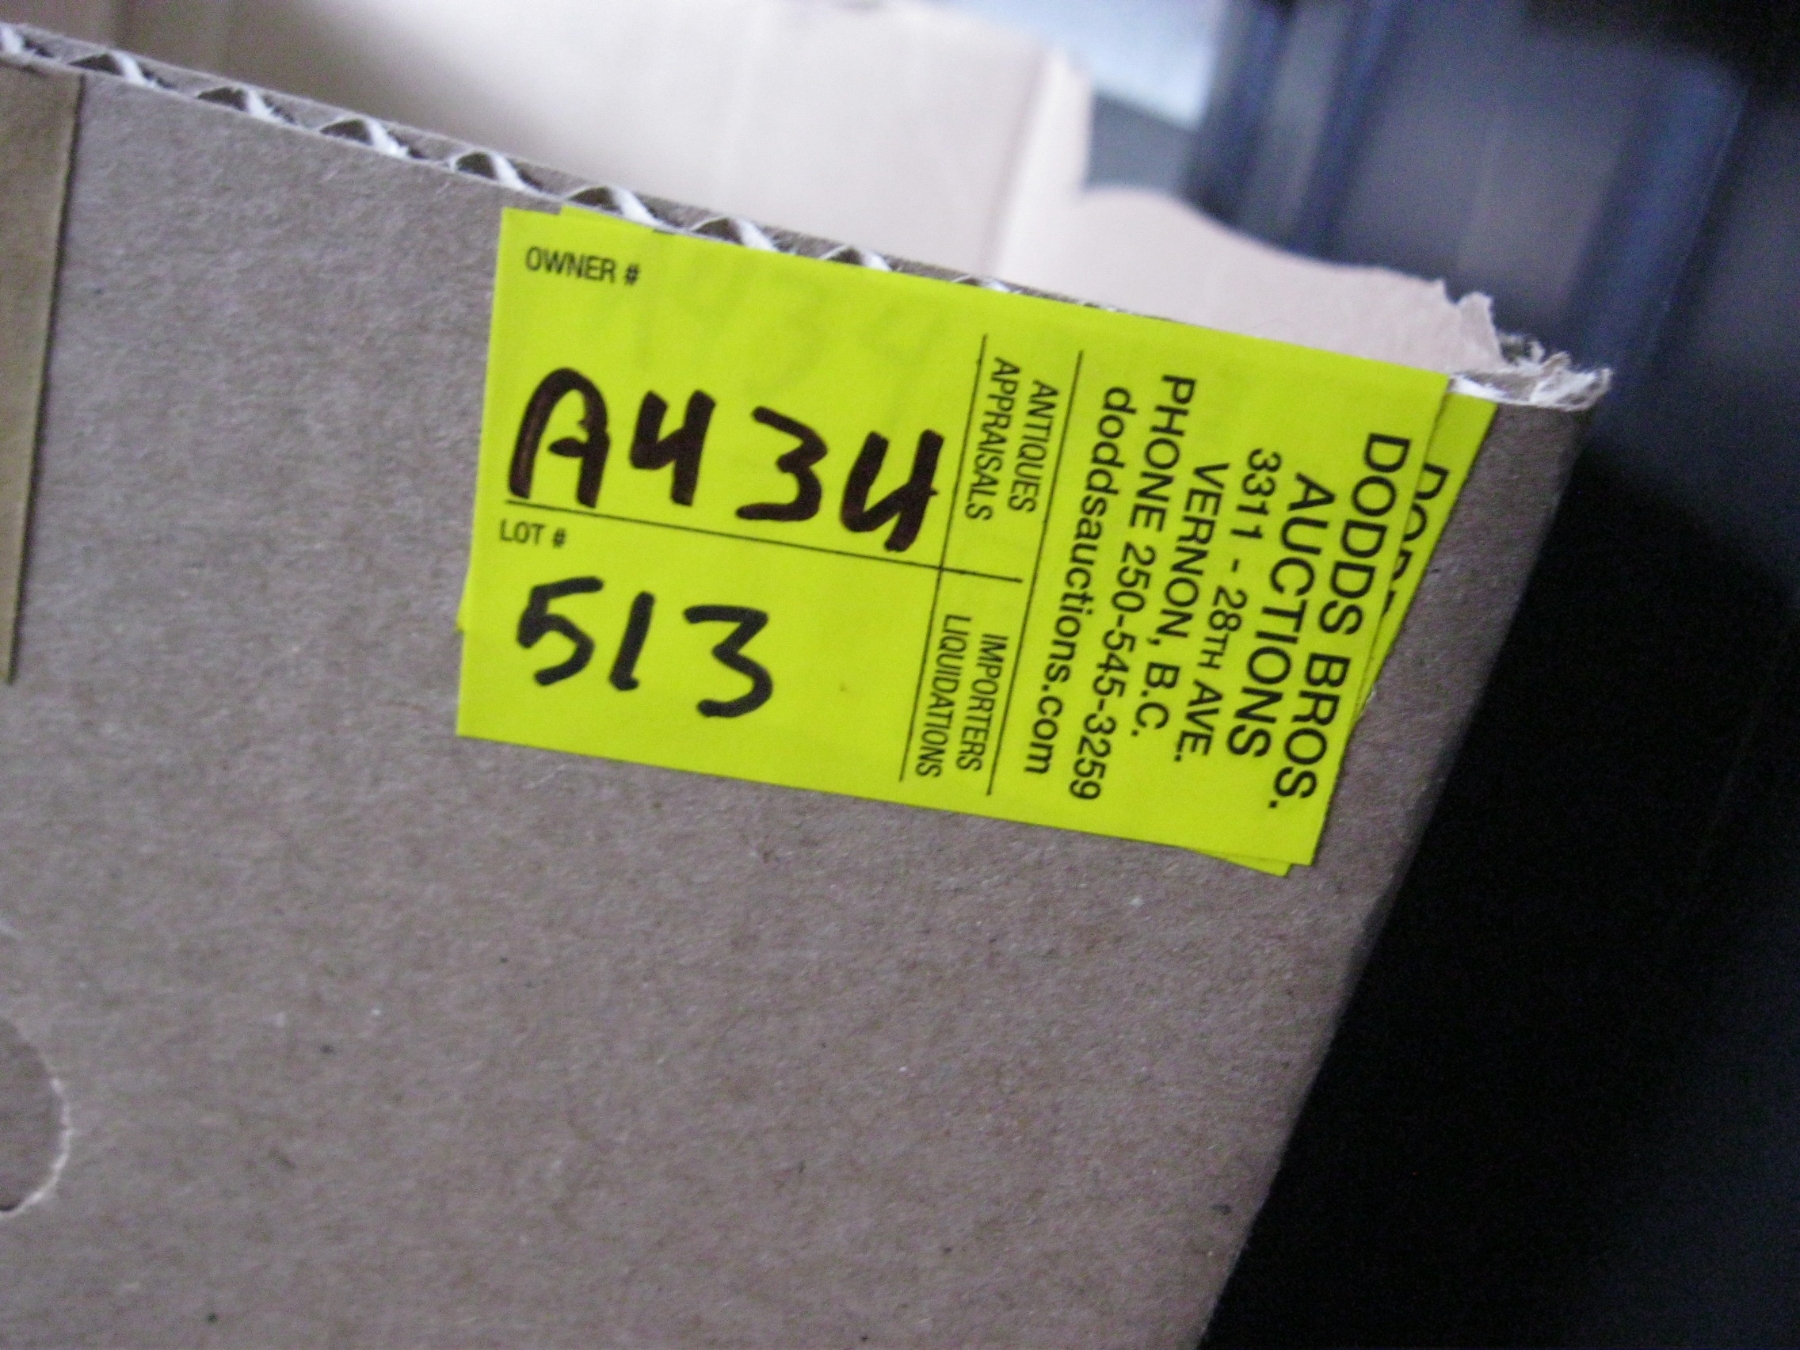 OWNER #
A434
LOT #
513
ANTIQUES
APPRAISALS
IMPORTERS
LIQUIDATIONS
DODDS BROS.
AUCTIONS
3311 - 28TH AVE.
VERNON, B.C.
PHONE 250-545-3259
doddsauctions.com